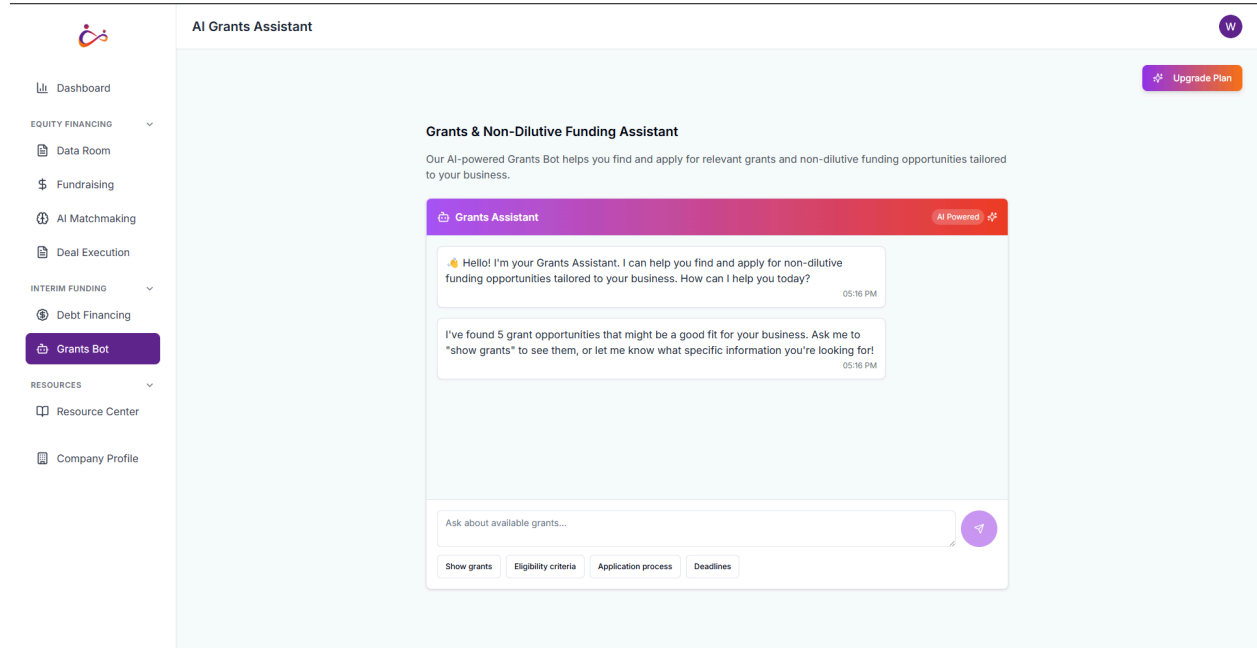 AI Grants Assistant
W
Dashboard
EQUITY FINANCING
Data Room
Fundraising
AI Matchmaking
Deal Execution
INTERIM FUNDING
Debt Financing
Grants Bot
RESOURCES
Resource Center
Company Profile
Upgrade Plan
Grants & Non-Dilutive Funding Assistant
Our AI-powered Grants Bot helps you find and apply for relevant grants and non-dilutive funding opportunities tailored
to your business.
Grants Assistant
AI Powered
👋 Hello! I'm your Grants Assistant. I can help you find and apply for non-dilutive
funding opportunities tailored to your business. How can I help you today?
05:16 PM
I've found 5 grant opportunities that might be a good fit for your business. Ask me to
"show grants" to see them, or let me know what specific information you're looking for!
05:16 PM
Ask about available grants...
Show grants
Eligibility criteria
Application process
Deadlines